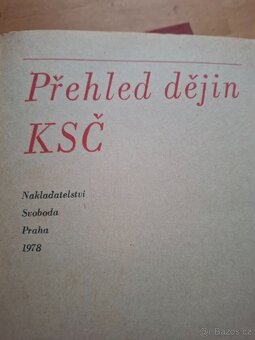 Přehled dějin
KSČ
Nakladatelství
Svoboda
Praha
1978
© Bazos.cz